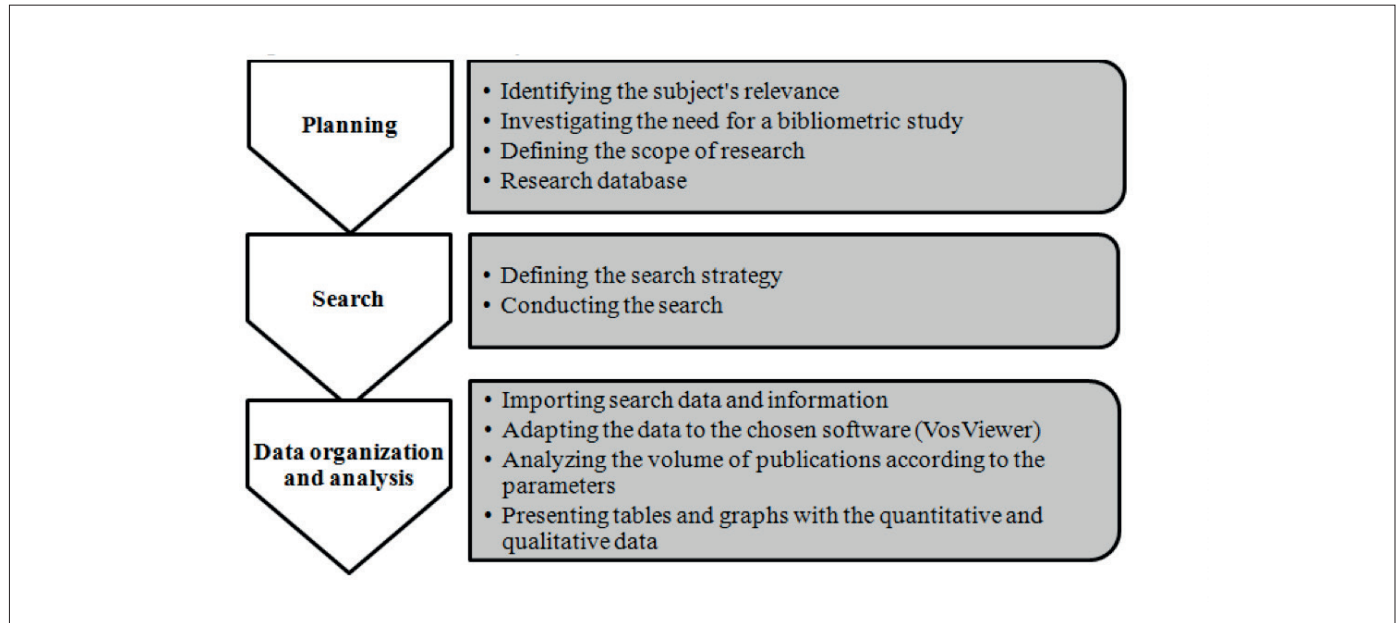 Planning
• Identifying the subject's relevance
• Investigating the need for a bibliometric study
• Defining the scope of research
• Research database
Search
• Defining the search strategy
• Conducting the search
Data organization
and analysis
• Importing search data and information
• Adapting the data to the chosen software (VosViewer)
• Analyzing the volume of publications according to the
parameters
• Presenting tables and graphs with the quantitative and
qualitative data